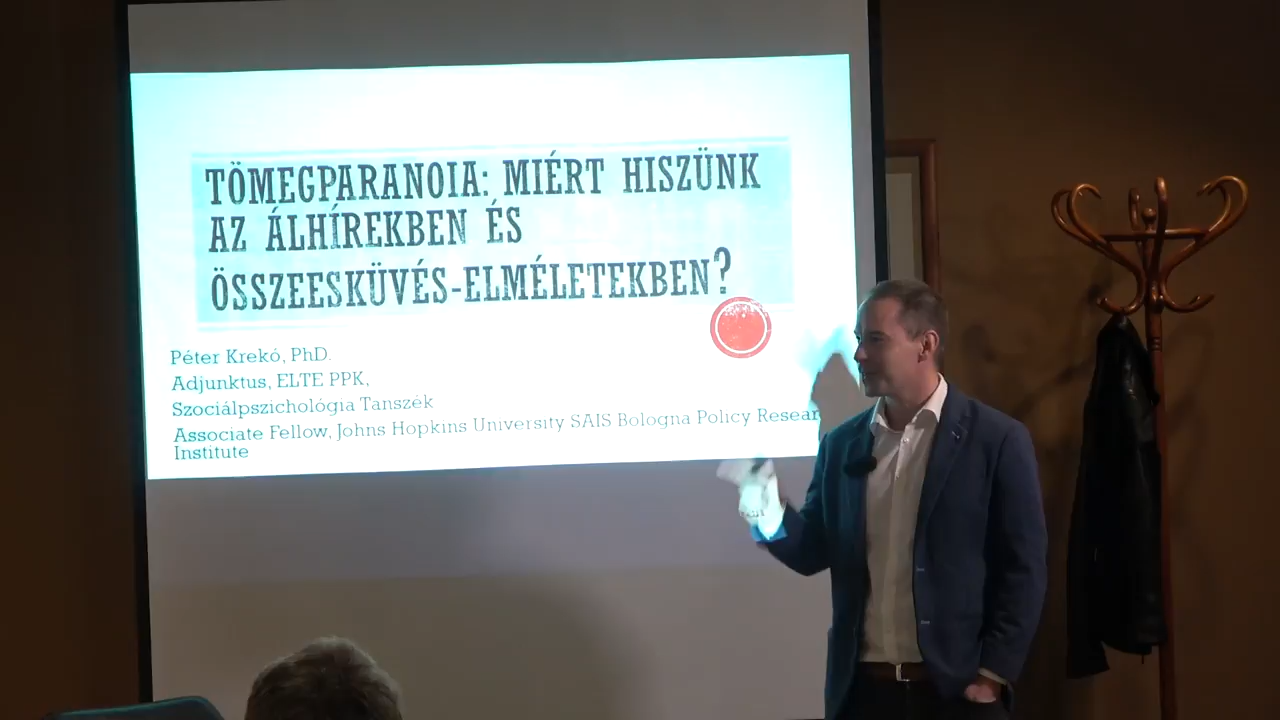 TÖMEGPARANOIA: MIÉRT HISZÜNK
AZ ÁLHÍREKBEN ÉS
ÖSSZEESKÜVÉS-ELMÉLETEKBEN?
Péter Krekó, PhD.
Adjunktus, ELTE PPK,
Szociálpszichológia Tanszék
Associate Fellow, Johns Hopkins University SAIS Bologna Policy Resear
Institute